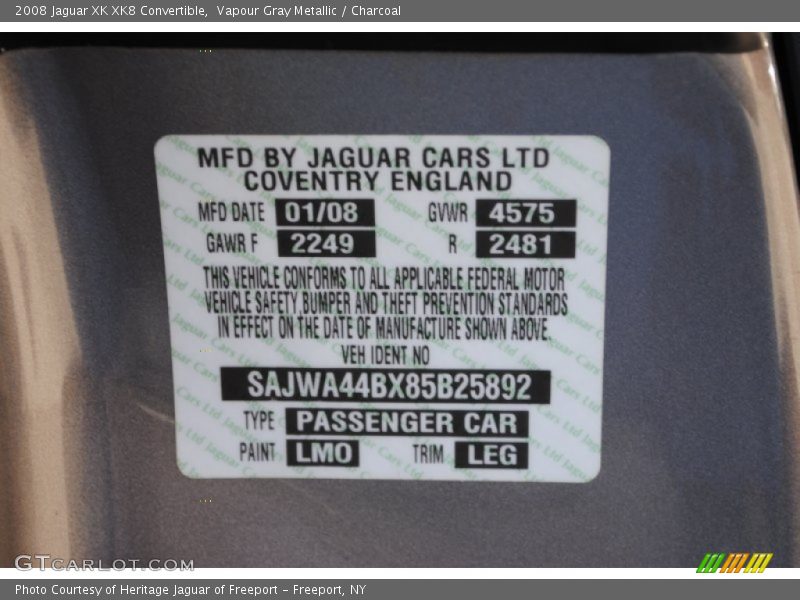 2008 Jaguar XK XK8 Convertible,  Vapour Gray Metallic / Charcoal
MFD BY JAGUAR CARS LTD
COVENTRY ENGLAND
MFD DATE 01/08 GVWR 4575
GAWR F 2249 R 2481
THIS VEHICLE CONFORMS TO ALL APPLICABLE FEDERAL MOTOR
VEHICLE SAFETY, BUMPER AND THEFT PREVENTION STANDARDS
IN EFFECT ON THE DATE OF MANUFACTURE SHOWN ABOVE
VEH IDENT NO
SAJWA44BX85B25892
TYPE PASSENGER CAR
PAINT LMO TRIM LEG
GTCARLOT.COM
Photo Courtesy of Heritage Jaguar of Freeport – Freeport, NY